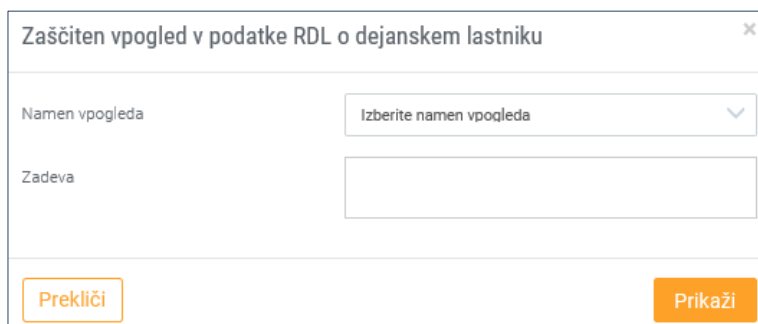 Zaščiten vpogled v podatke RDL o dejanskem lastniku
×
Namen vpogleda
Izberite namen vpogleda
Zadeva
Prekliči
Prikaži